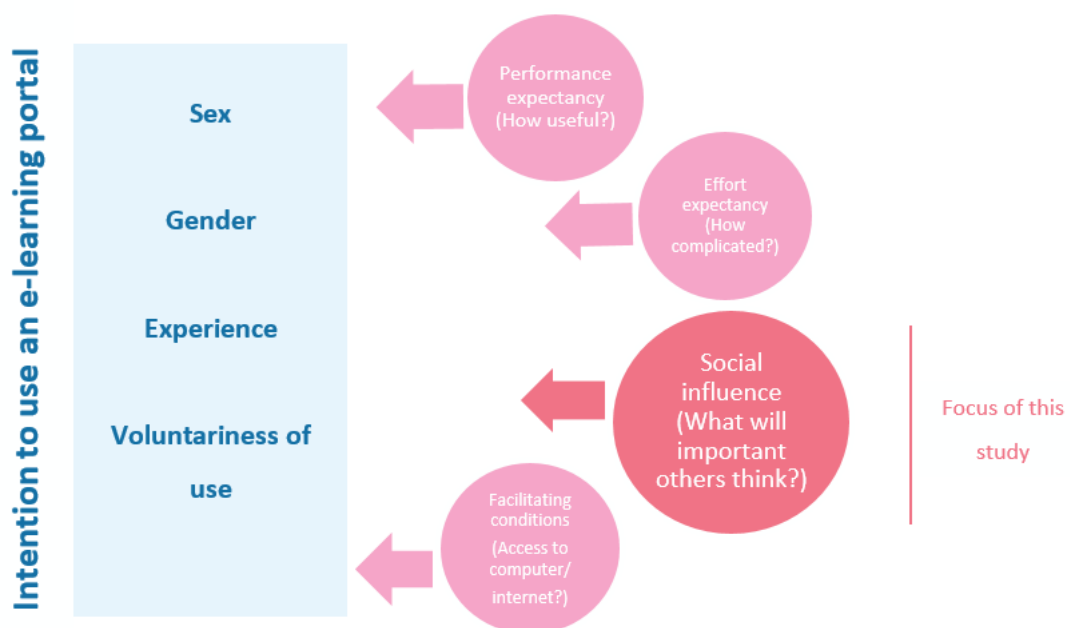 Intention to use an e-learning portal
Sex
Gender
Experience
Voluntariness of
use
Performance
expectancy
(How useful?)
Effort
expectancy
(How
complicated?)
Social
influence
(What will
important
others think?)
Focus of this
study
Facilitating
conditions
(Access to
computer/
internet?)